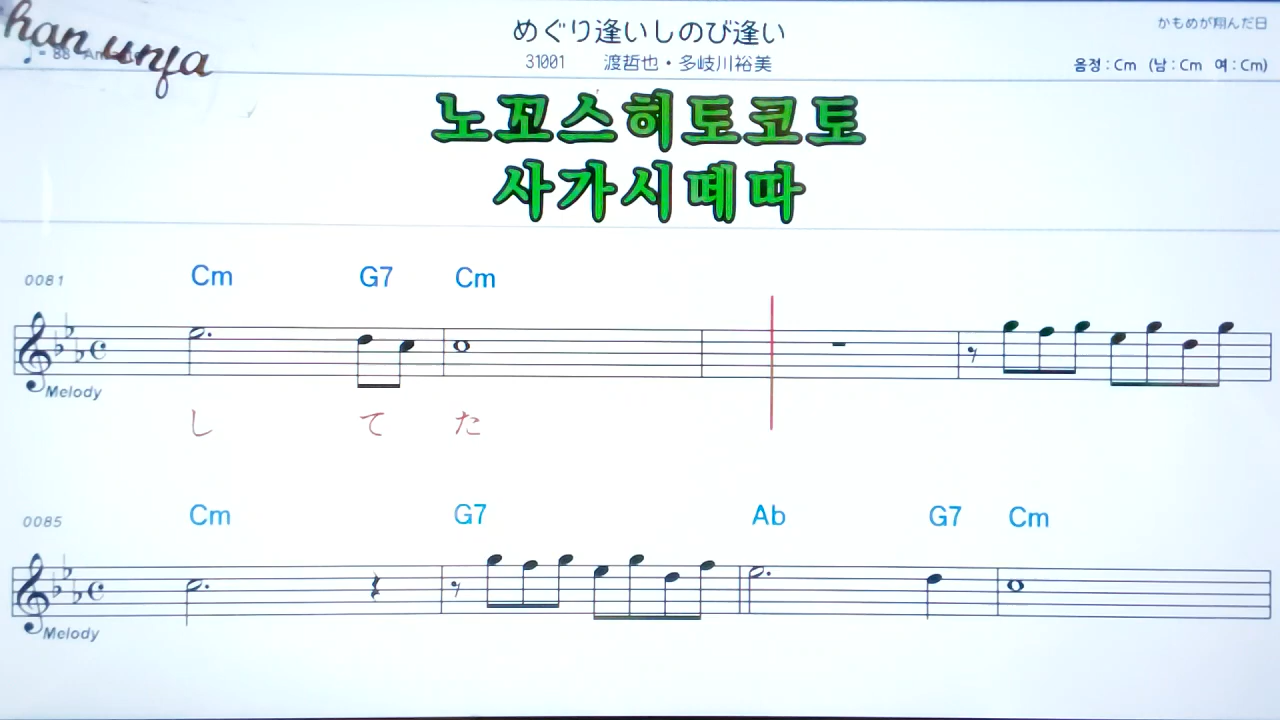 han unja
めぐり逢いしのび逢い
かもめが翔んだ日
♩= 88
31001 渡哲也・多岐川裕美
음정 : Cm (남 : Cm 여 : Cm)
노꼬스히토코토
사가시떼따
0081 Cm G7 Cm
Melody
し て た
0085 Cm G7 Ab G7 Cm
Melody